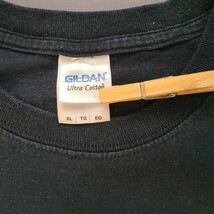 GILDAN
Ultra Cotton
XL TG EG